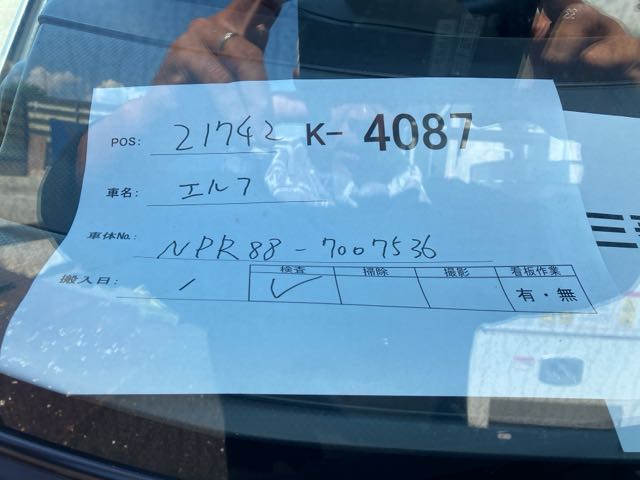 POS: 21742 K- 4087
車名: エルフ
車体No. NPR88-7007536
搬入日: / 検査 掃除 撮影 看板作業
✓ 有・無